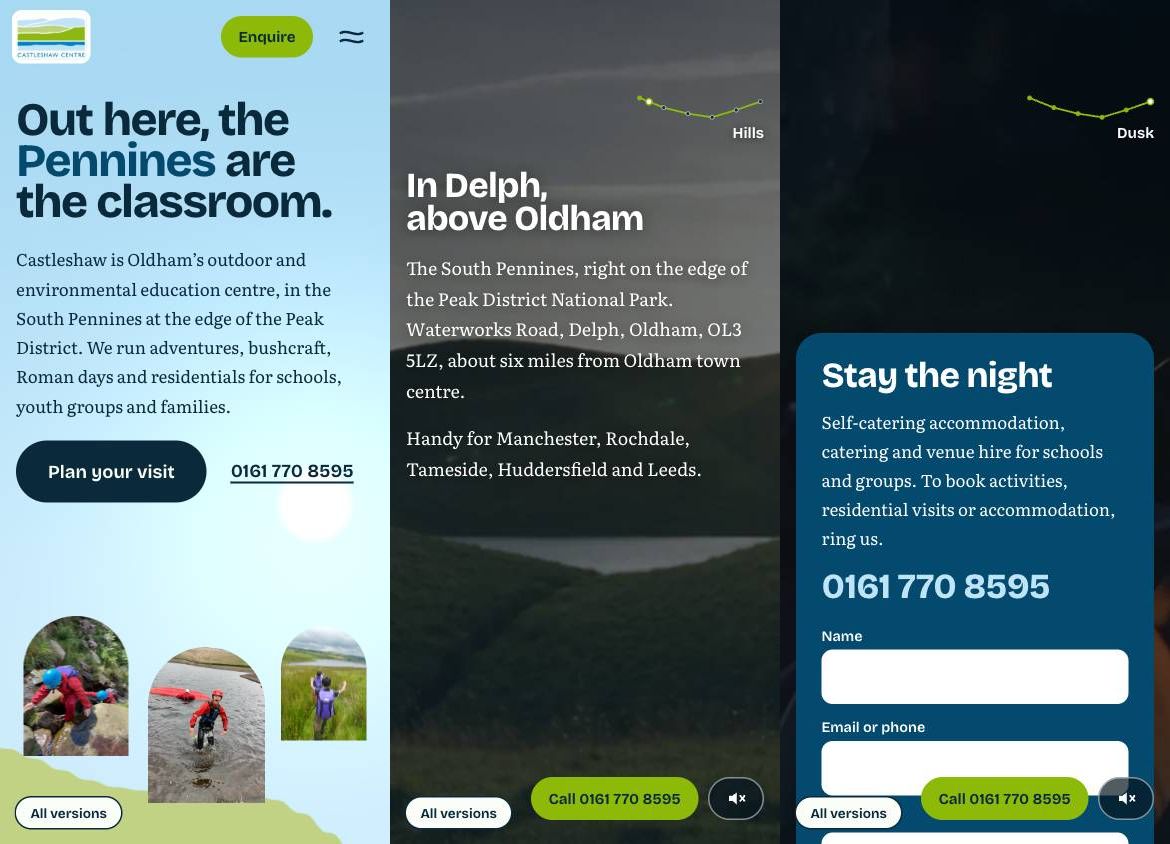 CASTLESHAW CENTRE
Enquire
Out here, the
Pennines are
the classroom.
Castleshaw is Oldham’s outdoor and
environmental education centre, in the
South Pennines at the edge of the Peak
District. We run adventures, bushcraft,
Roman days and residentials for schools,
youth groups and families.
Plan your visit
0161 770 8595
All versions
Hills
In Delph,
above Oldham
The South Pennines, right on the edge of
the Peak District National Park.
Waterworks Road, Delph, Oldham, OL3
5LZ, about six miles from Oldham town
centre.
Handy for Manchester, Rochdale,
Tameside, Huddersfield and Leeds.
Call 0161 770 8595
All versions
Dusk
Stay the night
Self-catering accommodation,
catering and venue hire for schools
and groups. To book activities,
residential visits or accommodation,
ring us.
0161 770 8595
Name
Email or phone
Call 0161 770 8595
All versions